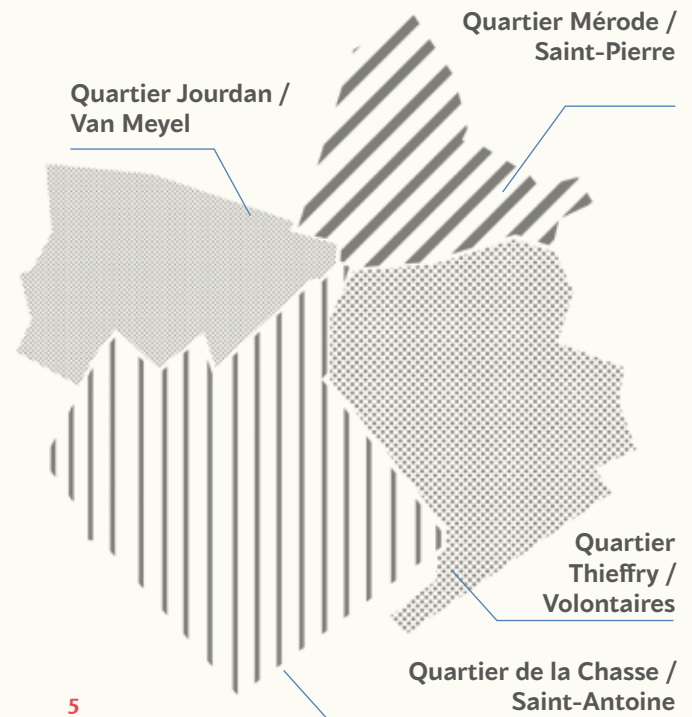 Quartier Mérode /
Saint-Pierre
Quartier Jourdan /
Van Meyel
Quartier
Thieffry /
Volontaires
Quartier de la Chasse /
Saint-Antoine
5